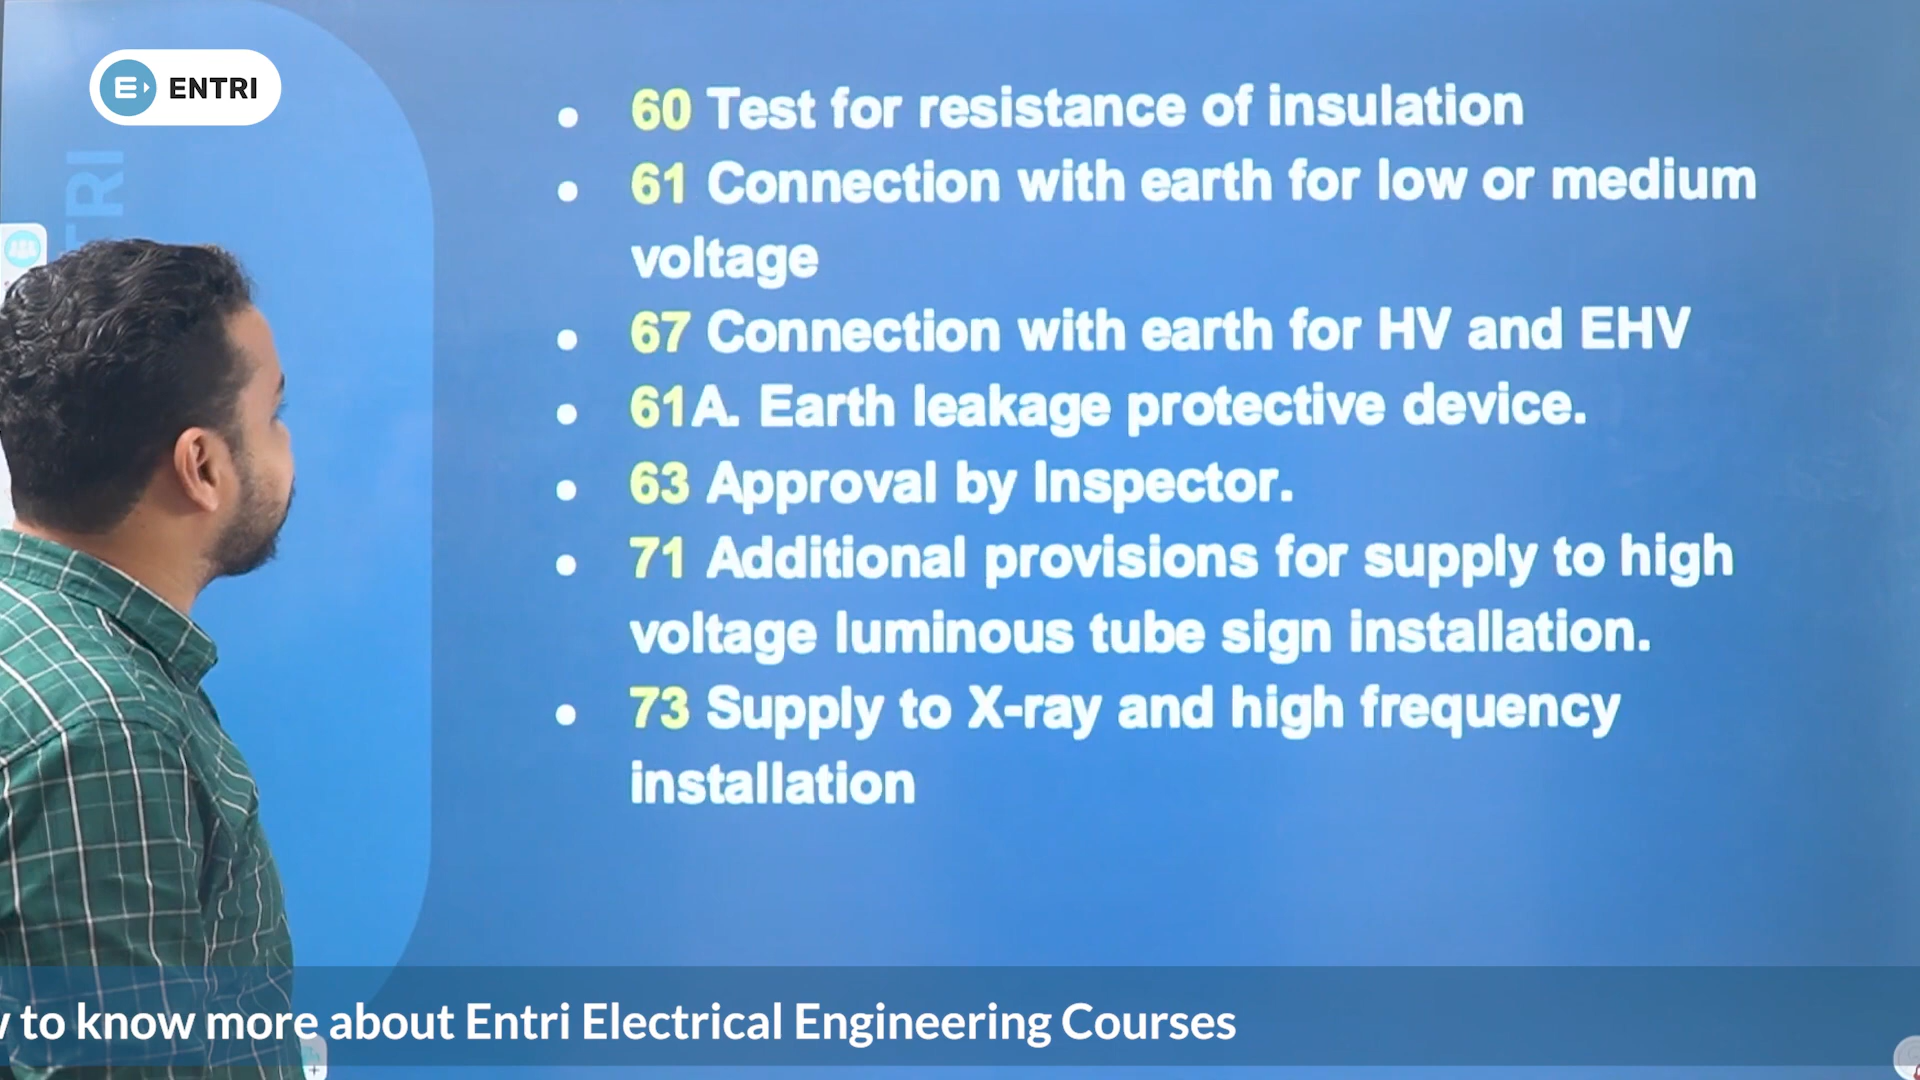 ENTRI
TRI
• 60 Test for resistance of insulation
• 61 Connection with earth for low or medium
voltage
• 67 Connection with earth for HV and EHV
• 61A. Earth leakage protective device.
• 63 Approval by Inspector.
• 71 Additional provisions for supply to high
voltage luminous tube sign installation.
• 73 Supply to X-ray and high frequency
installation
to know more about Entri Electrical Engineering Courses